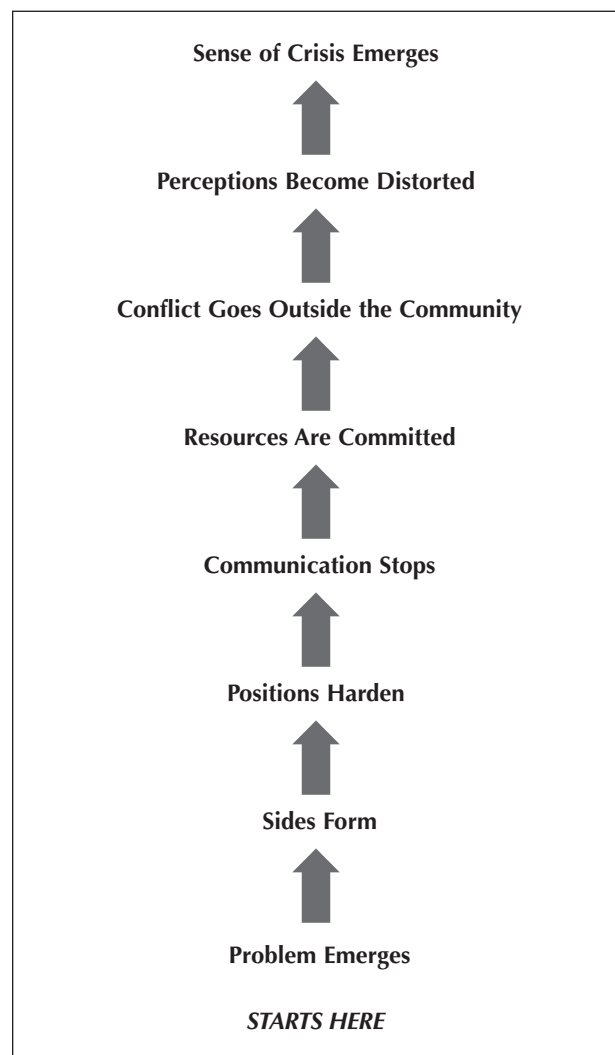 Sense of Crisis Emerges
Perceptions Become Distorted
Conflict Goes Outside the Community
Resources Are Committed
Communication Stops
Positions Harden
Sides Form
Problem Emerges
STARTS HERE